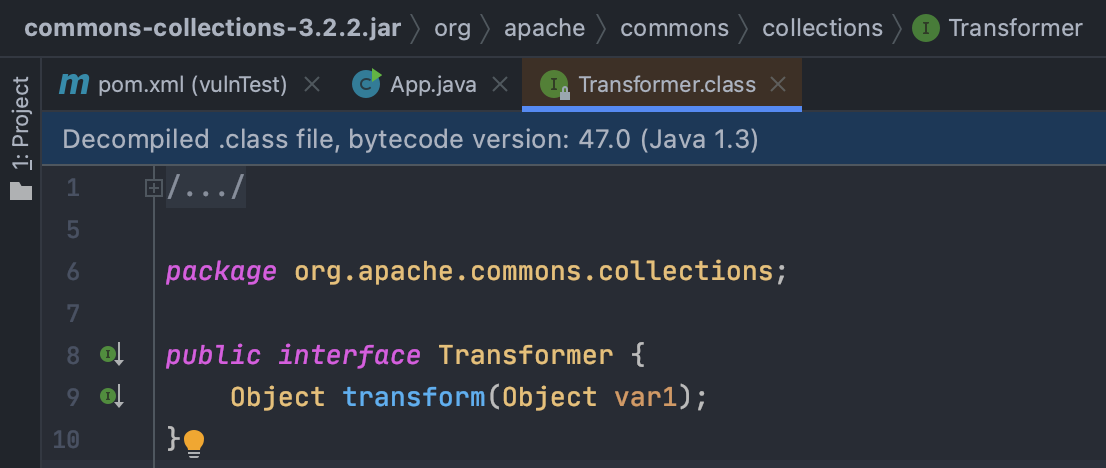 commons-collections-3.2.2.jar 〉 org 〉 apache 〉 commons 〉 collections 〉 I Transformer
1: Project
m pom.xml (vulnTest) × C App.java × I Transformer.class ×
Decompiled .class file, bytecode version: 47.0 (Java 1.3)
1 /.../
5
6 package org.apache.commons.collections;
7
8 public interface Transformer {
9 Object transform(Object var1);
10 }